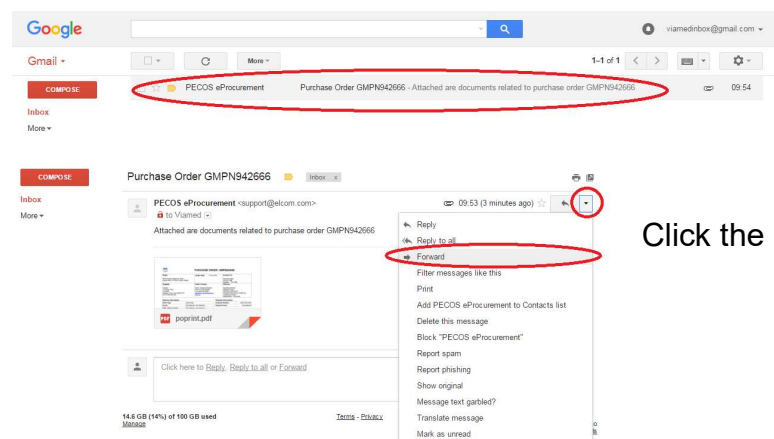 Google
viamedinbox@gmail.com
Gmail
More
1–1 of 1
COMPOSE
PECOS eProcurement Purchase Order GMPN942666 - Attached are documents related to purchase order GMPN942666 09:54
Inbox
More
COMPOSE
Purchase Order GMPN942666 Inbox x
Inbox
More
PECOS eProcurement <support@elcom.com> 09:53 (3 minutes ago)
to Viamed
Attached are documents related to purchase order GMPN942666
Reply
Reply to all
Forward
Filter messages like this
Print
Add PECOS eProcurement to Contacts list
Delete this message
Block "PECOS eProcurement"
Report spam
Report phishing
Show original
Message text garbled?
Translate message
Mark as unread
Click the
PDF poprint.pdf
Click here to Reply, Reply to all or Forward
14.6 GB (14%) of 100 GB used
Manage
Terms - Privacy